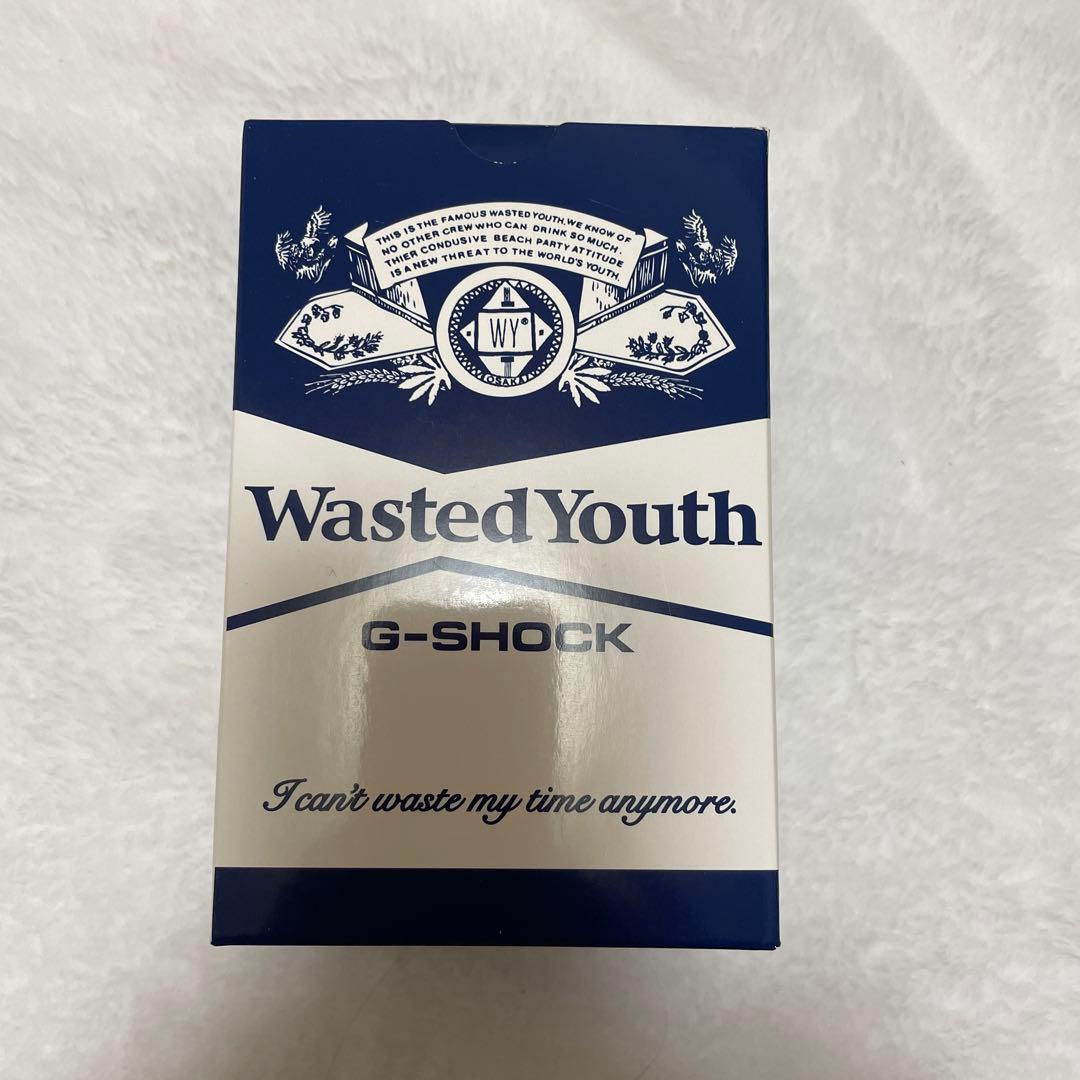 THIS IS THE FAMOUS WASTED YOUTH. WE KNOW OF
NO OTHER CREW WHO CAN DRINK SO MUCH.
THIER CONDUSIVE BEACH PARTY ATTITUDE
IS A NEW THREAT TO THE WORLD'S YOUTH.
WY®
OSAKA
Wasted Youth
G-SHOCK
I can't waste my time anymore.